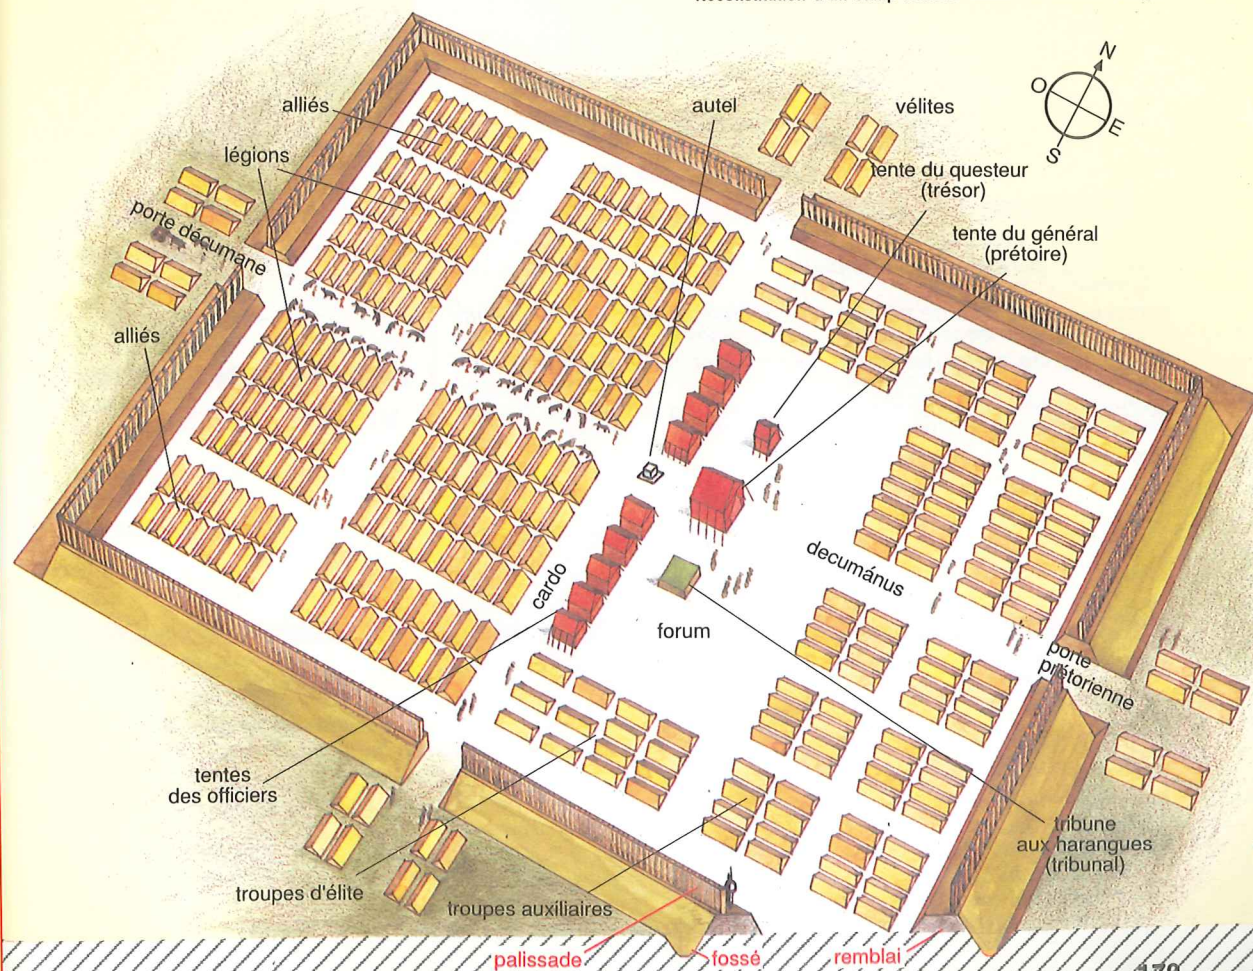 N
O
E
S
alliés
autel
vélites
légions
tente du questeur
(trésor)
porte décumane
tente du général
(prétoire)
alliés
decumánus
cardo
forum
porte
prétorienne
tentes
des officiers
tribune
aux harangues
(tribunal)
troupes d'élite
troupes auxiliaires
palissade
fossé
remblai